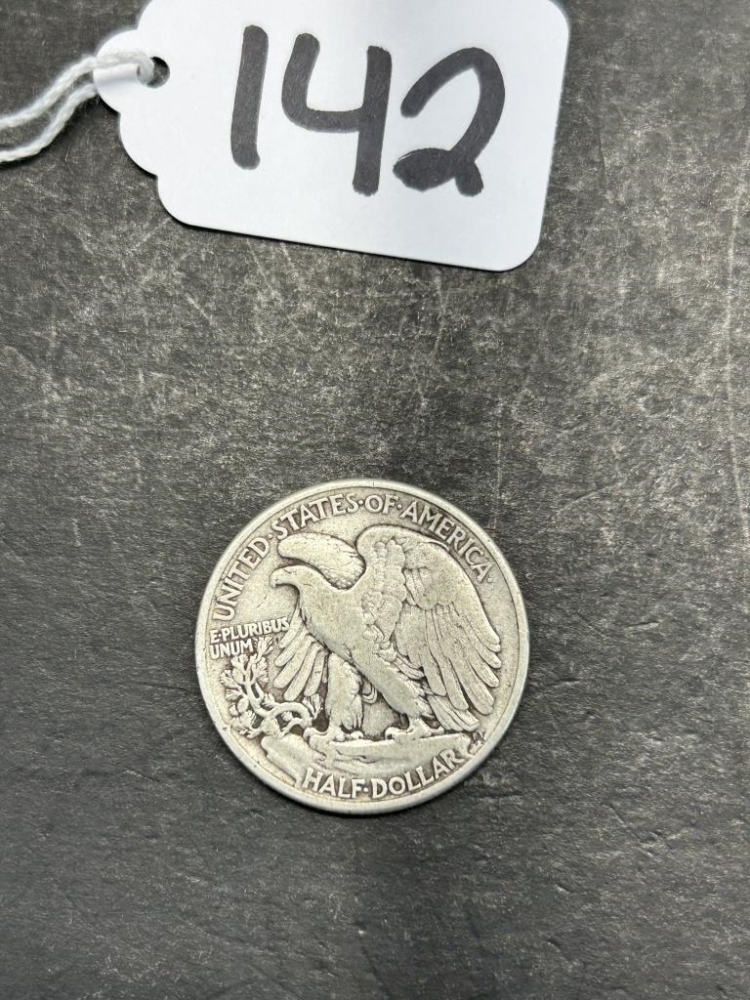 142
UNITED·STATES·OF·AMERICA
E·PLURIBUS
UNUM
HALF·DOLLAR